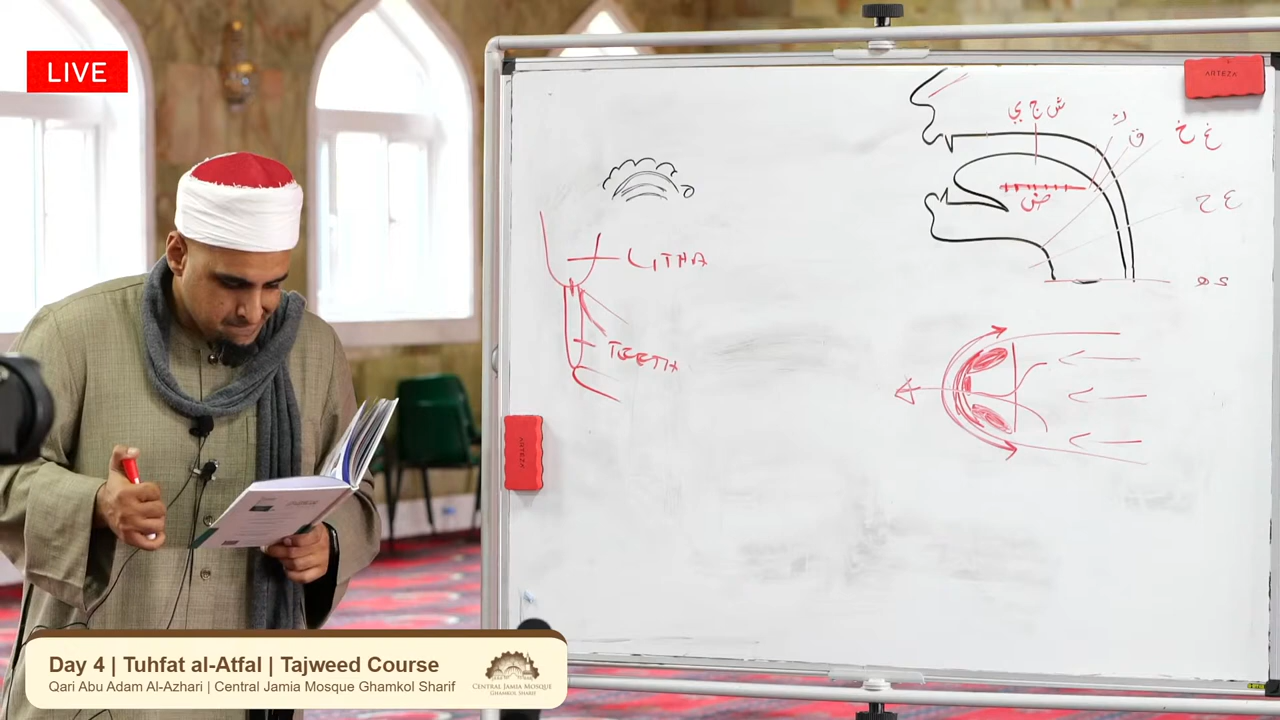 LIVE
ARTEZA
ش ج ي
ك
ق
غ خ
ض
ع ح
ء ه
LITHA
TEETH
ARTEZA
Day 4 | Tuhfat al-Atfal | Tajweed Course
Qari Abu Adam Al-Azhari | Central Jamia Mosque Ghamkol Sharif
CENTRAL JAMIA MOSQUE
GHAMKOL SHARIF